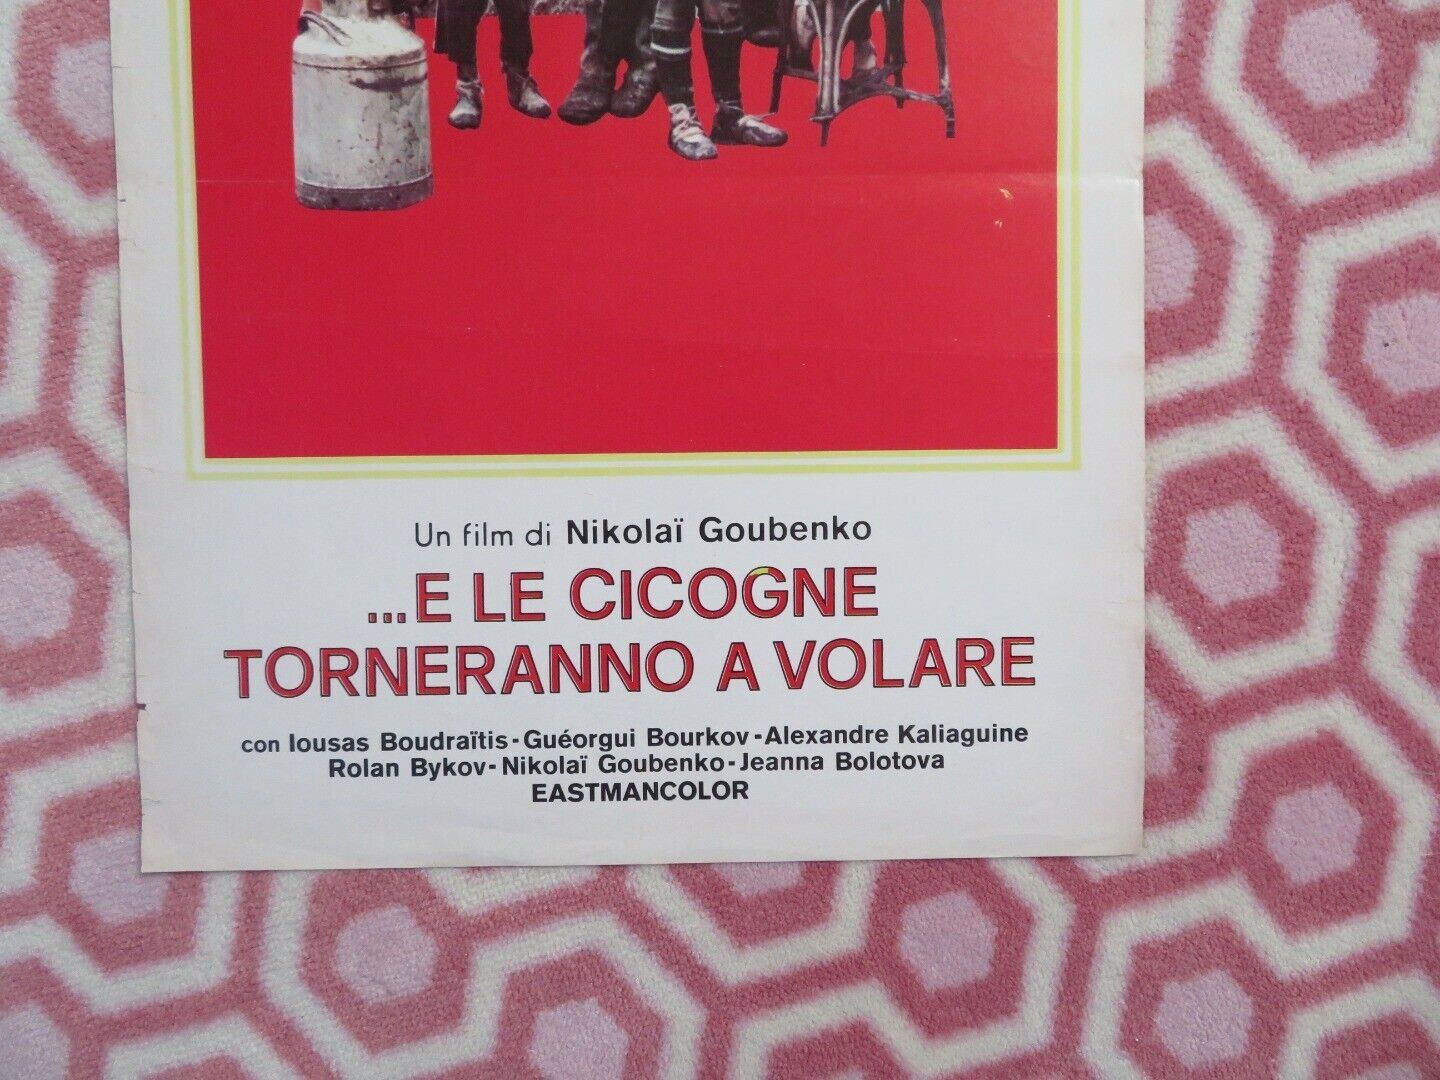 Un film di Nikolaï Goubenko
...E LE CICOGNE
TORNERANNO A VOLARE
con Iousas Boudraïtis-Guéorgui Bourkov-Alexandre Kaliaguine
Rolan Bykov-Nikolaï Goubenko-Jeanna Bolotova
EASTMANCOLOR